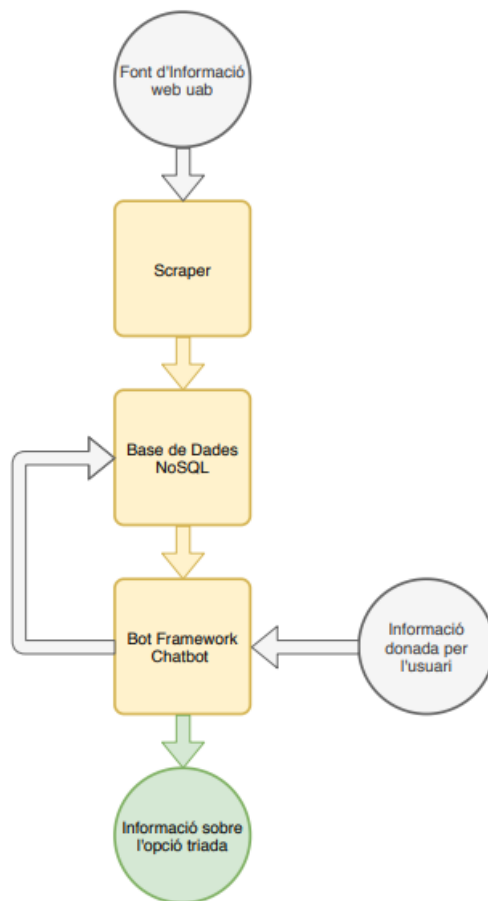 Font d'Informació
web uab
Scraper
Base de Dades
NoSQL
Bot Framework
Chatbot
Informació
donada per
l'usuari
Informació sobre
l'opció triada